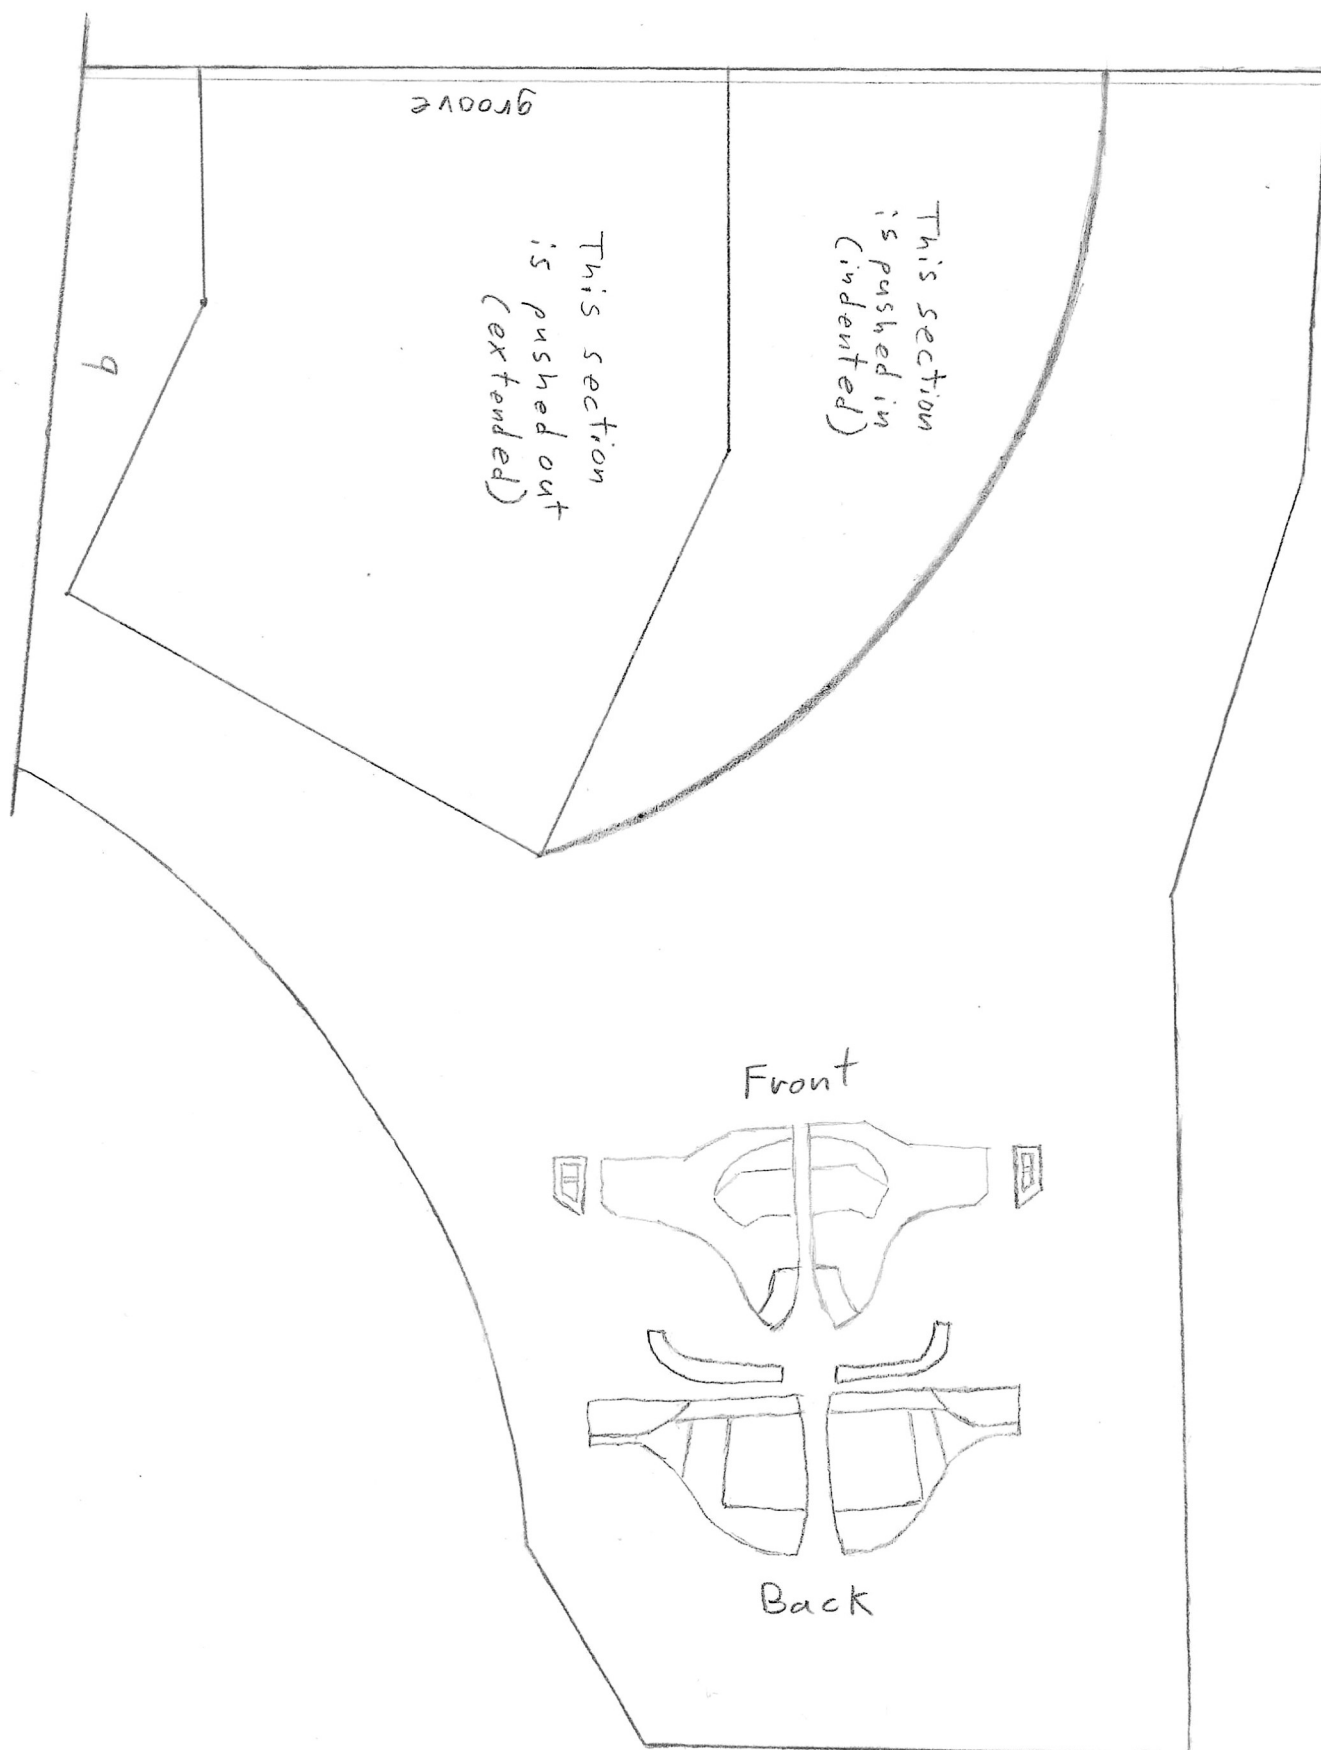 groove
This section
is pushed in
(indented)
This section
is pushed out
(extended)
9
Front
Back